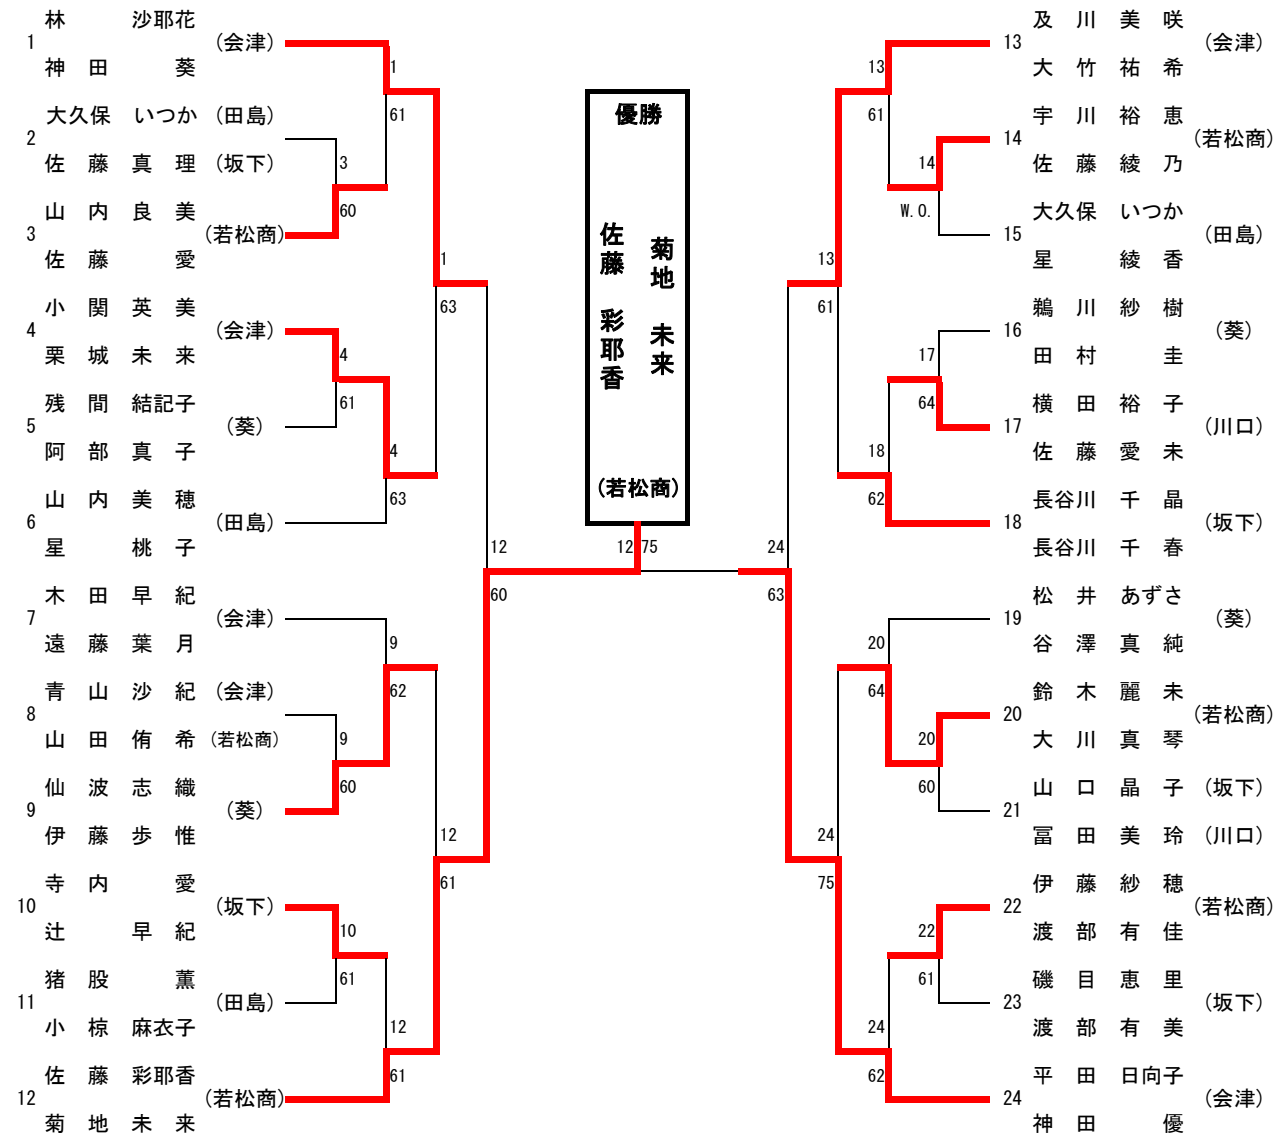 林 沙耶花
1 (会津)
神田 葵
1
大久保 いつか (田島)
61
2
佐藤 真理 (坂下)
3
山内 良美
60
3 (若松商)
佐藤 愛
1
小関 英美
63
4 (会津)
栗城 未来
4
残間 結記子
61
5 (葵)
阿部 真子
4
山内 美穂
63
6 (田島)
星 桃子
12
木田 早紀
60
7 (会津)
遠藤 葉月
9
青山 沙紀 (会津)
62
8
山田 侑希 (若松商)
9
仙波 志織
60
9 (葵)
伊藤 歩惟
12
寺内 愛
61
10 (坂下)
辻 早紀
10
猪股 薫
61
11 (田島)
小椋 麻衣子
12
佐藤 彩耶香
61
12 (若松商)
菊地 未来
優勝
菊地 未来
佐藤 彩耶香
(若松商)
12 75
及川 美咲
13 (会津)
大竹 祐希
13
宇川 裕恵
61
14 (若松商)
佐藤 綾乃
14
大久保 いつか
W.O.
15 (田島)
星 綾香
13
鵜川 紗樹
61
16 (葵)
田村 圭
17
横田 裕子
64
17 (川口)
佐藤 愛未
18
長谷川 千晶
62
18 (坂下)
長谷川 千春
24
松井 あずさ
63
19 (葵)
谷澤 真純
20
鈴木 麗未
64
20 (若松商)
大川 真琴
20
山口 晶子 (坂下)
60
21
冨田 美玲 (川口)
24
伊藤 紗穂
75
22 (若松商)
渡部 有佳
22
磯目 恵里
61
23 (坂下)
渡部 有美
24
平田 日向子
62
24 (会津)
神田 優